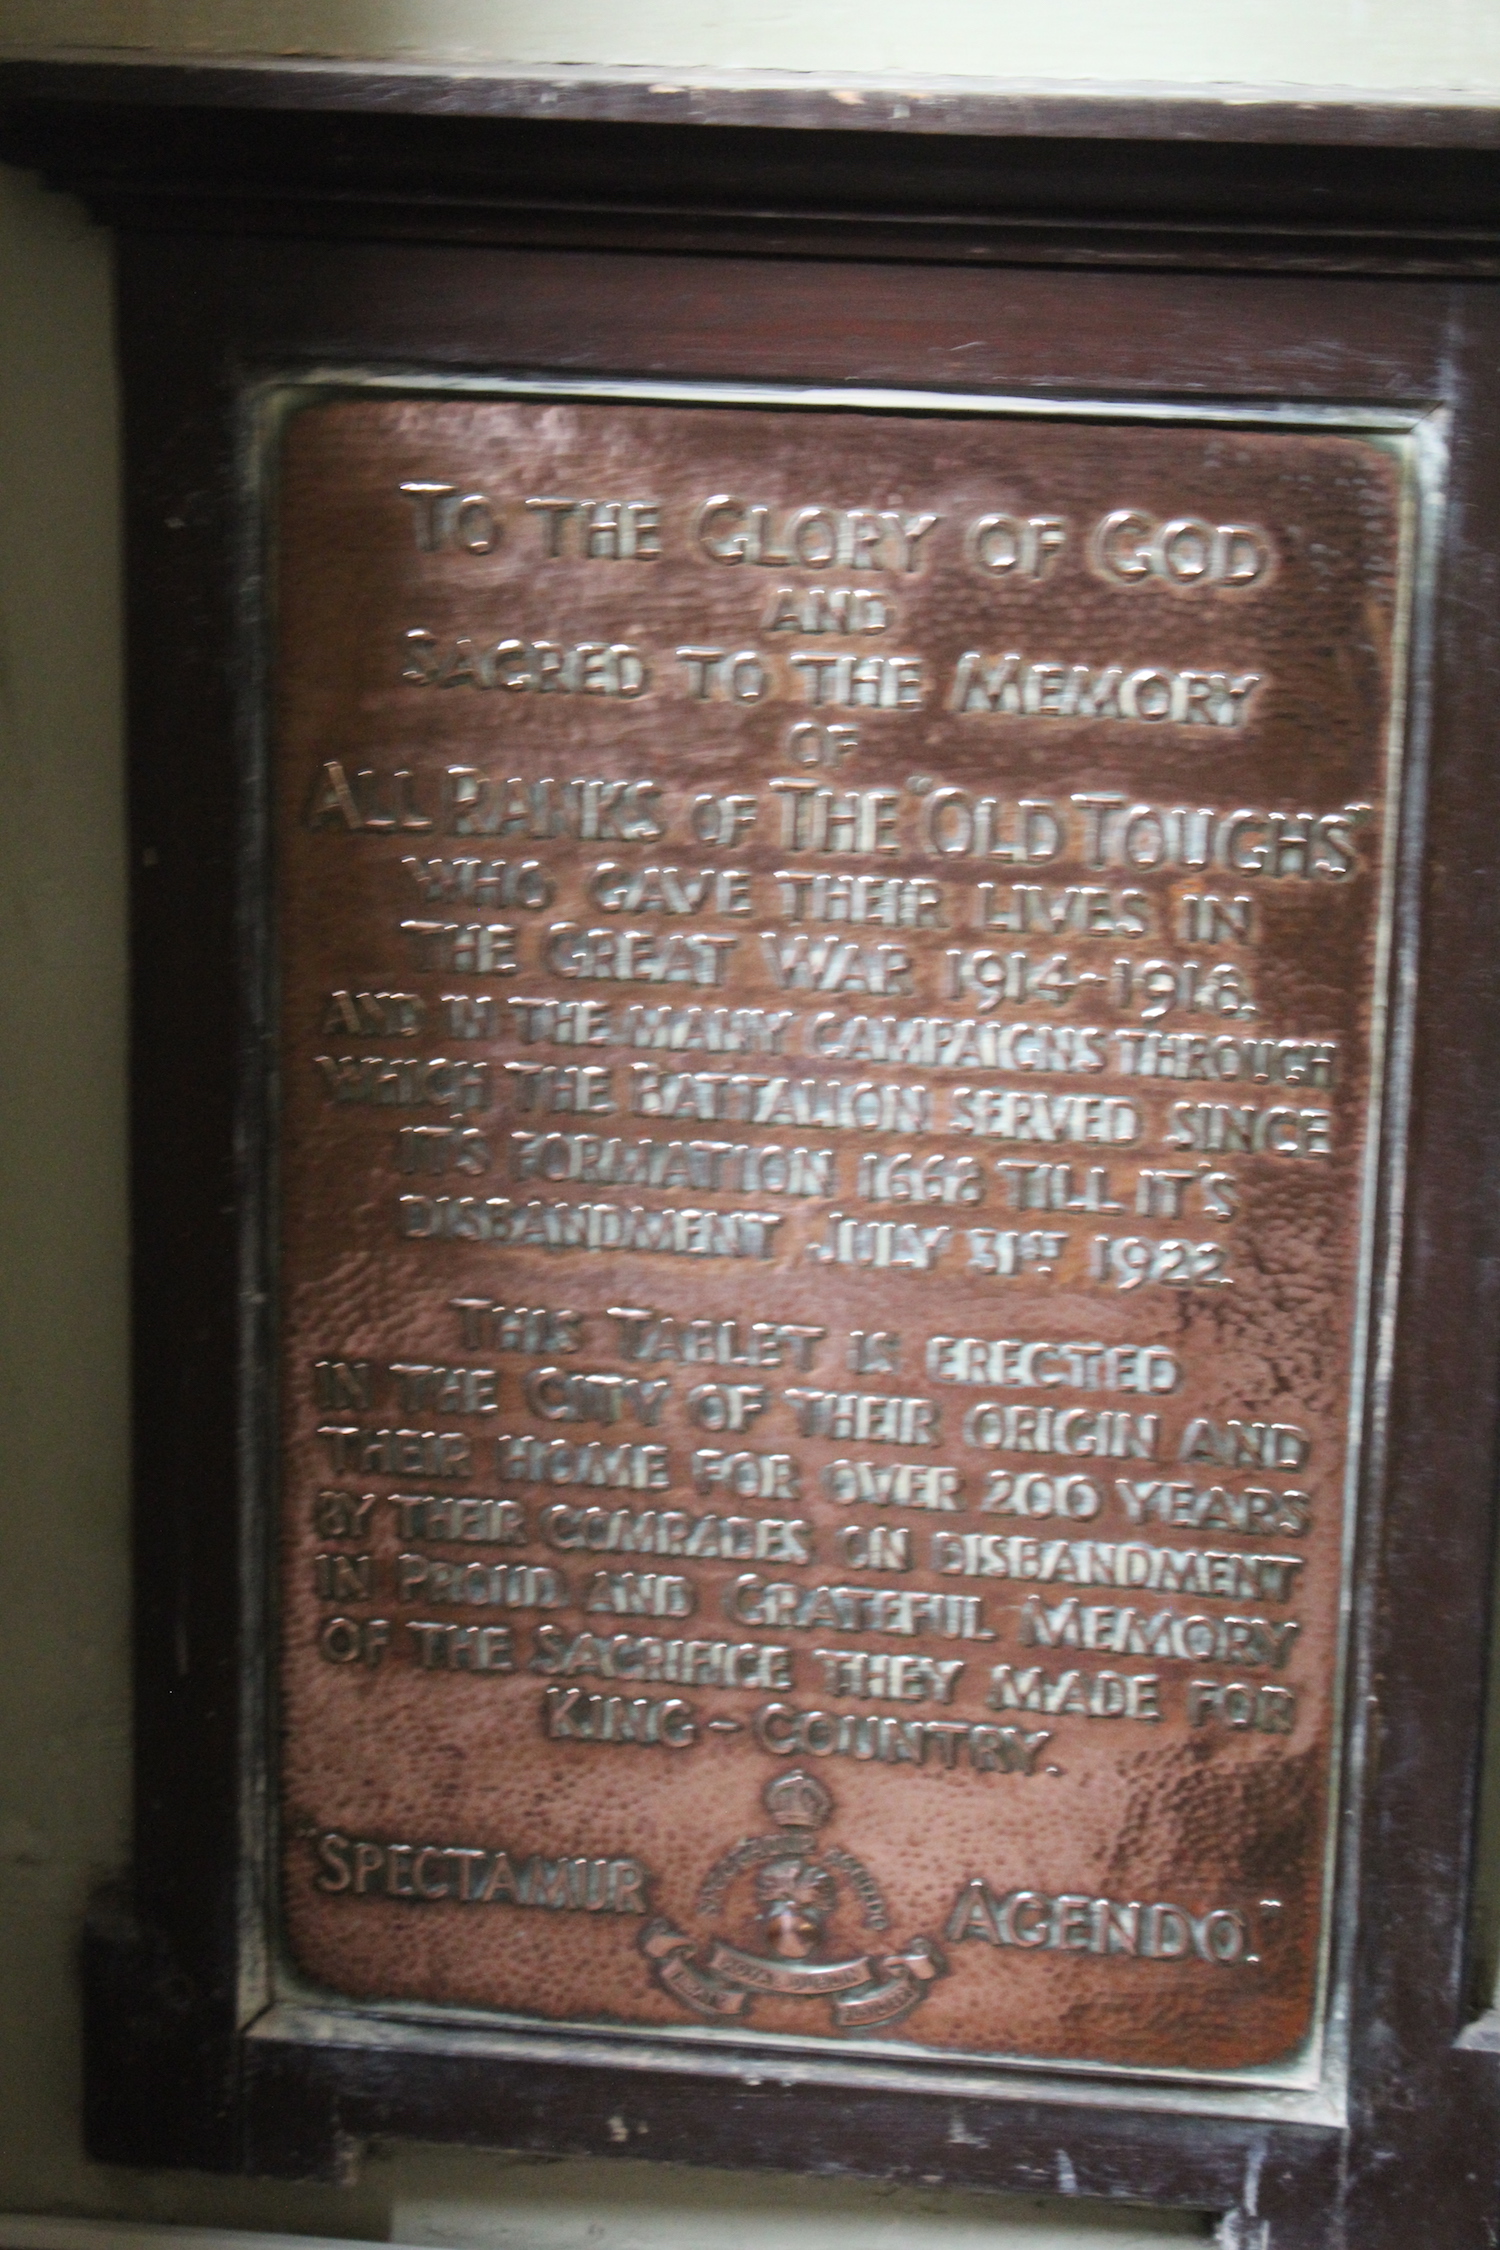 TO THE GLORY OF GOD
AND
SACRED TO THE MEMORY
OF
ALL RANKS OF THE "OLD TOUGHS"
WHO GAVE THEIR LIVES IN
THE GREAT WAR 1914-1918.
AND IN THE MANY CAMPAIGNS THROUGH
WHICH THE BATTALION SERVED SINCE
IT'S FORMATION 1668 TILL IT'S
DISBANDMENT JULY 31ST 1922.
THIS TABLET IS ERECTED
IN THE CITY OF THEIR ORIGIN AND
THEIR HOME FOR OVER 200 YEARS
BY THEIR COMRADES ON DISBANDMENT
IN PROUD AND GRATEFUL MEMORY
OF THE SACRIFICE THEY MADE FOR
KING - COUNTRY.
"SPECTAMUR AGENDO."
ROYAL DUBLIN